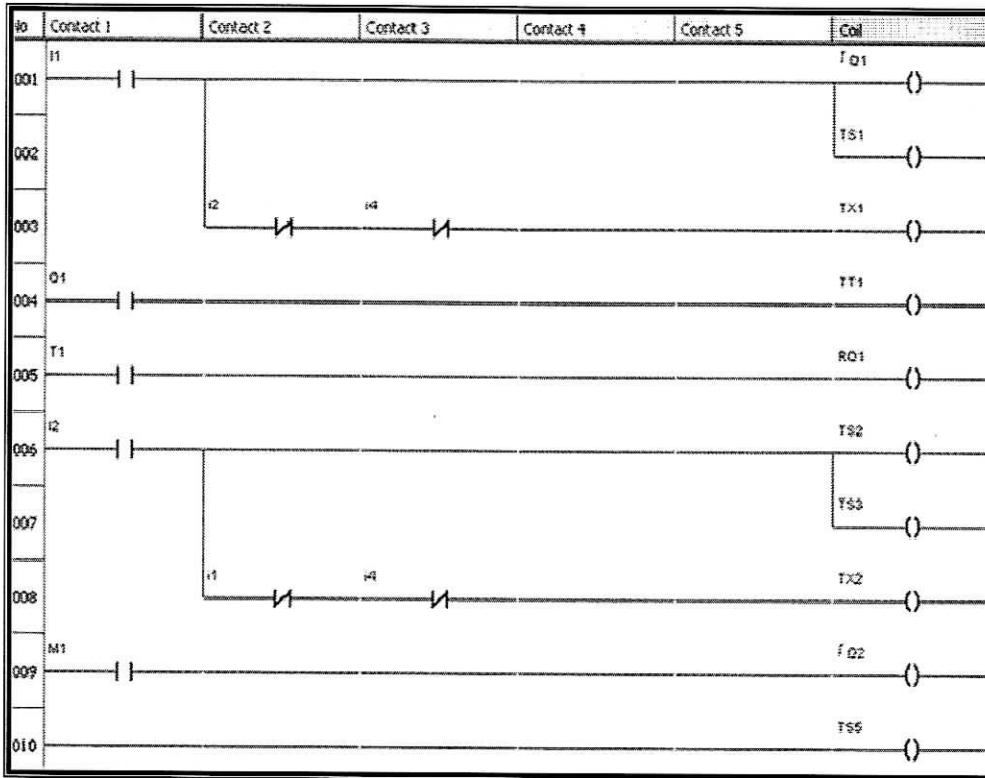 No Contact 1 Contact 2 Contact 3 Contact 4 Contact 5 Coil
I1 ſ Q1
001
TS1
002
i2 i4 TX1
003
Q1 TT1
004
T1 RQ1
005
I2 TS2
006
TS3
007
i1 i4 TX2
008
M1 ſ Q2
009
TS5
010